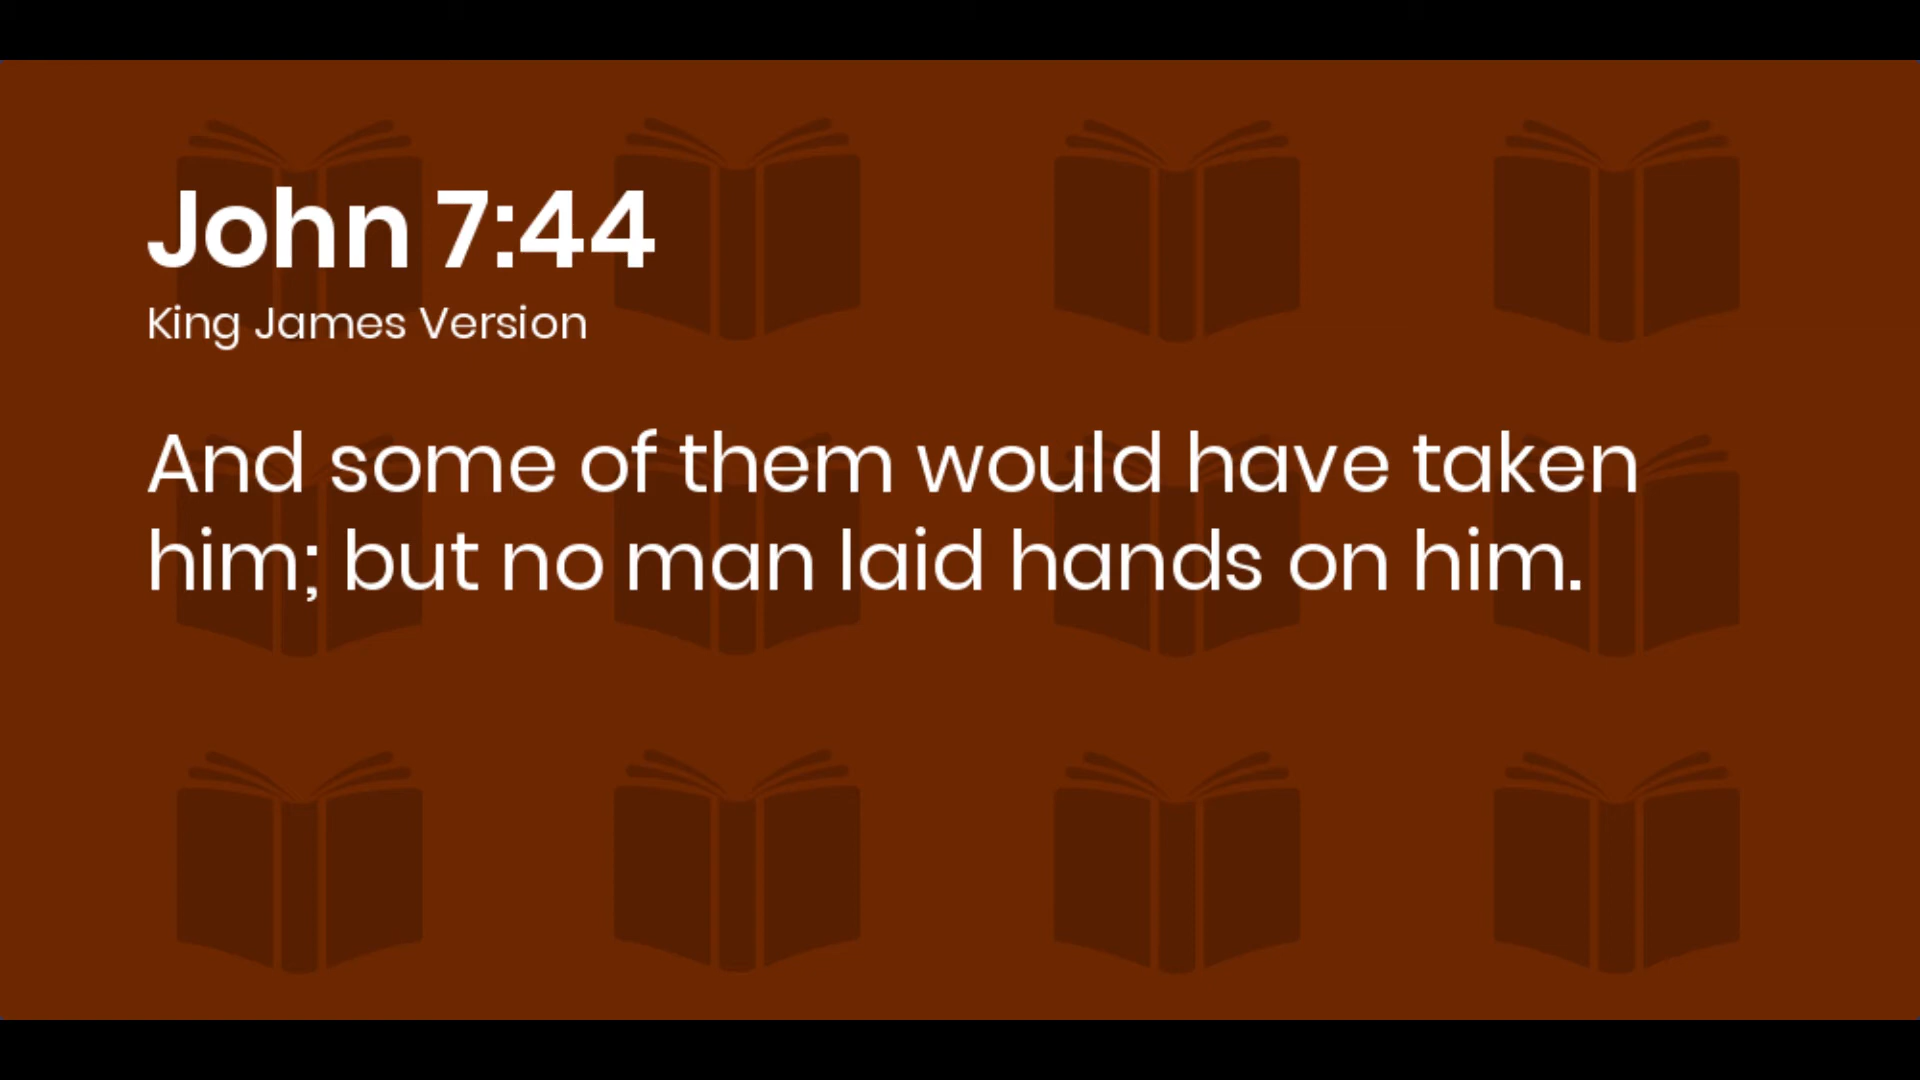 John 7:44
King James Version
And some of them would have taken
him; but no man laid hands on him.